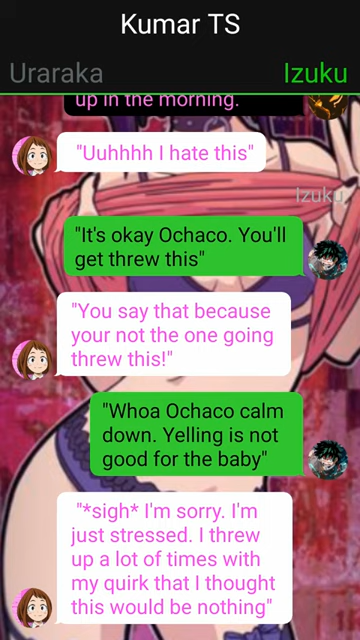 Kumar TS
Uraraka Izuku
up in the morning.
"Uuhhhh I hate this"
izuku,
"It's okay Ochaco. You'll
get threw this"
"You say that because
your not the one going
threw this!"
"Whoa Ochaco calm
down. Yelling is not
good for the baby"
"*sigh* I'm sorry. I'm
just stressed. I threw
up a lot of times with
my quirk that I thought
this would be nothing"